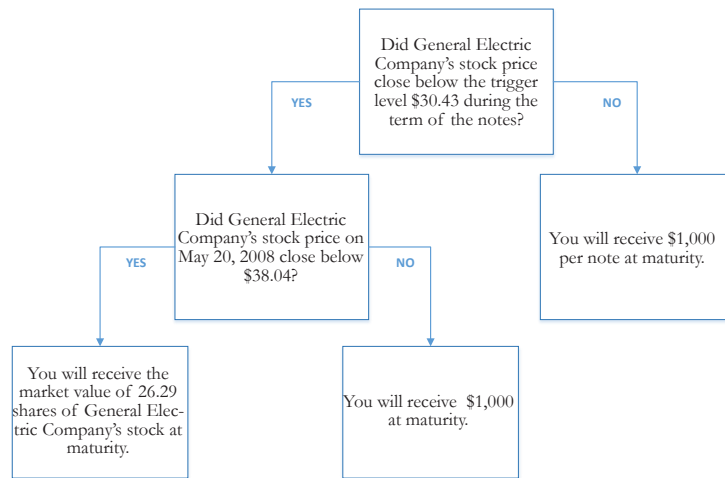 Did General Electric
Company's stock price
close below the trigger
level $30.43 during the
term of the notes?
YES
NO
Did General Electric
Company's stock price on
May 20, 2008 close below
$38.04?
You will receive $1,000
per note at maturity.
YES
NO
You will receive the
market value of 26.29
shares of General Elec-
tric Company's stock at
maturity.
You will receive $1,000
at maturity.